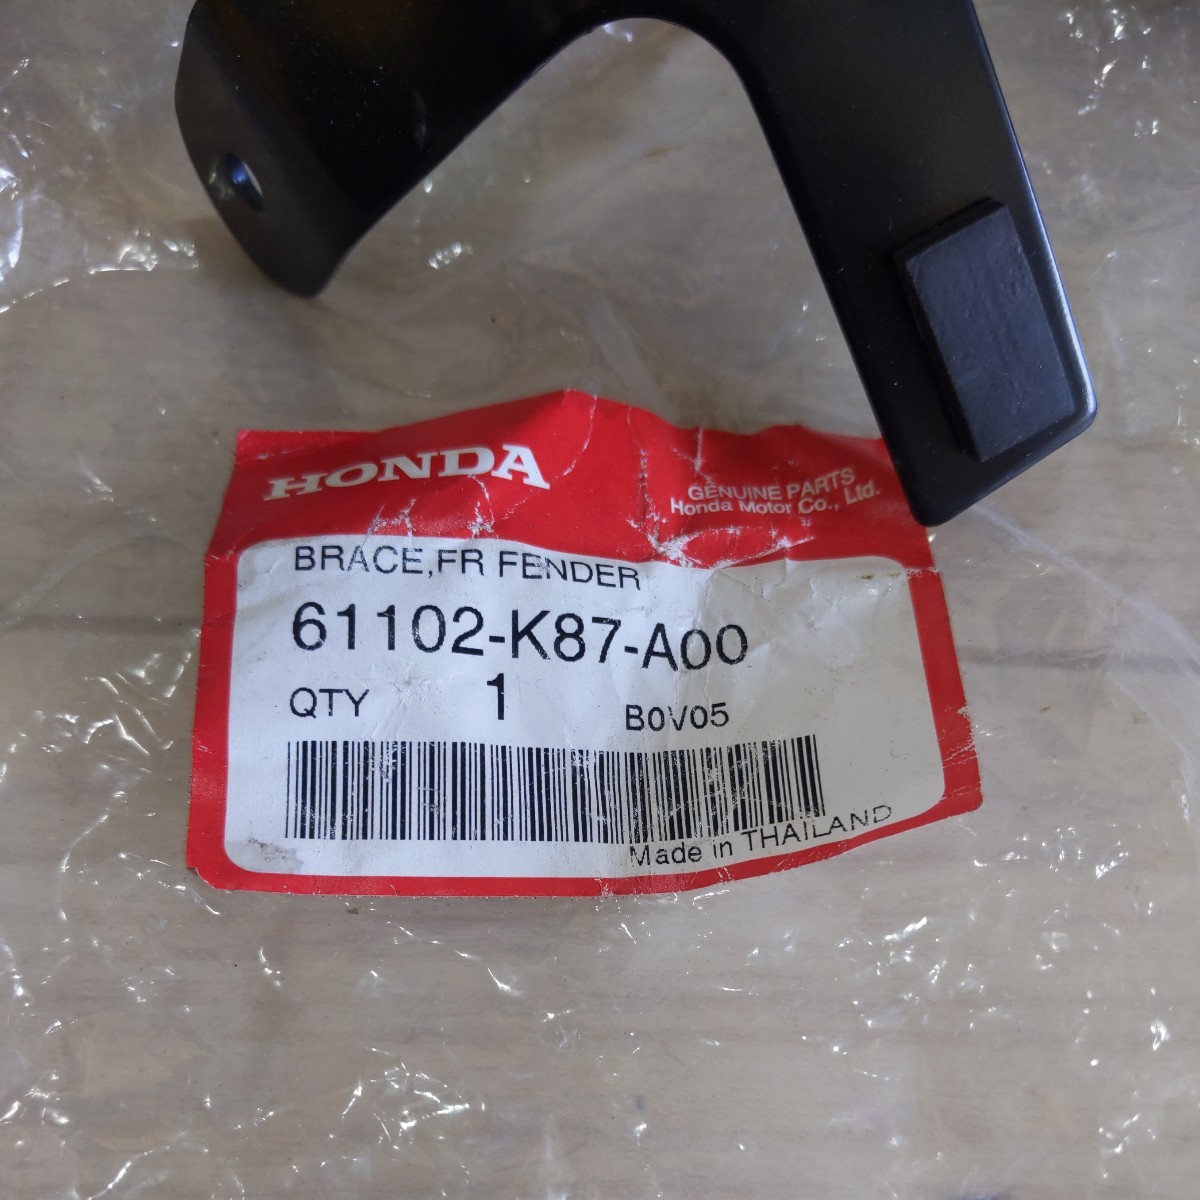 HONDA
GENUINE PARTS
Honda Motor Co., Ltd.
BRACE,FR FENDER
61102-K87-A00
QTY 1 B0V05
Made in THAILAND